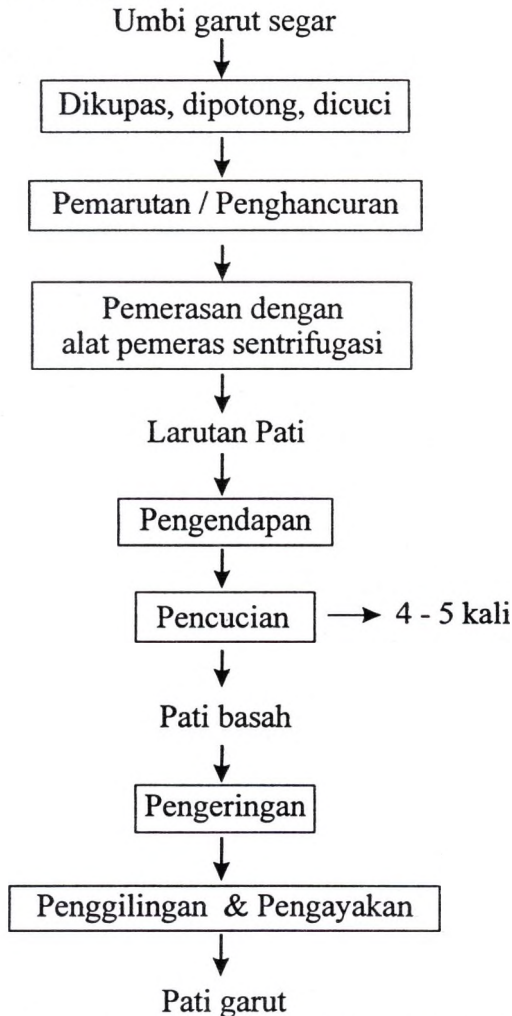 Umbi garut segar
Dikupas, dipotong, dicuci
Pemarutan / Penghancuran
Pemerasan dengan
alat pemeras sentrifugasi
Larutan Pati
Pengendapan
Pencucian
4 - 5 kali
Pati basah
Pengeringan
Penggilingan & Pengayakan
Pati garut